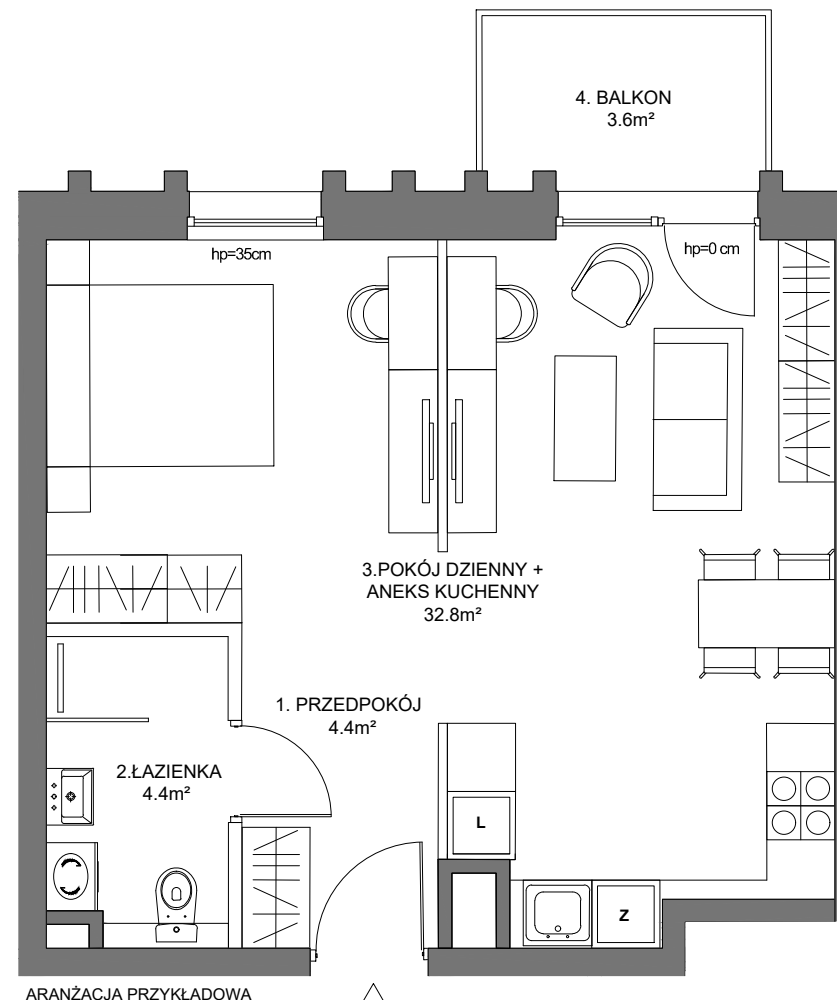 4. BALKON
3.6m²
hp=35cm
hp=0 cm
3.POKÓJ DZIENNY +
ANEKS KUCHENNY
32.8m²
1. PRZEDPOKÓJ
4.4m²
2.ŁAZIENKA
4.4m²
L
Z
ARANŻACJA PRZYKŁADOWA